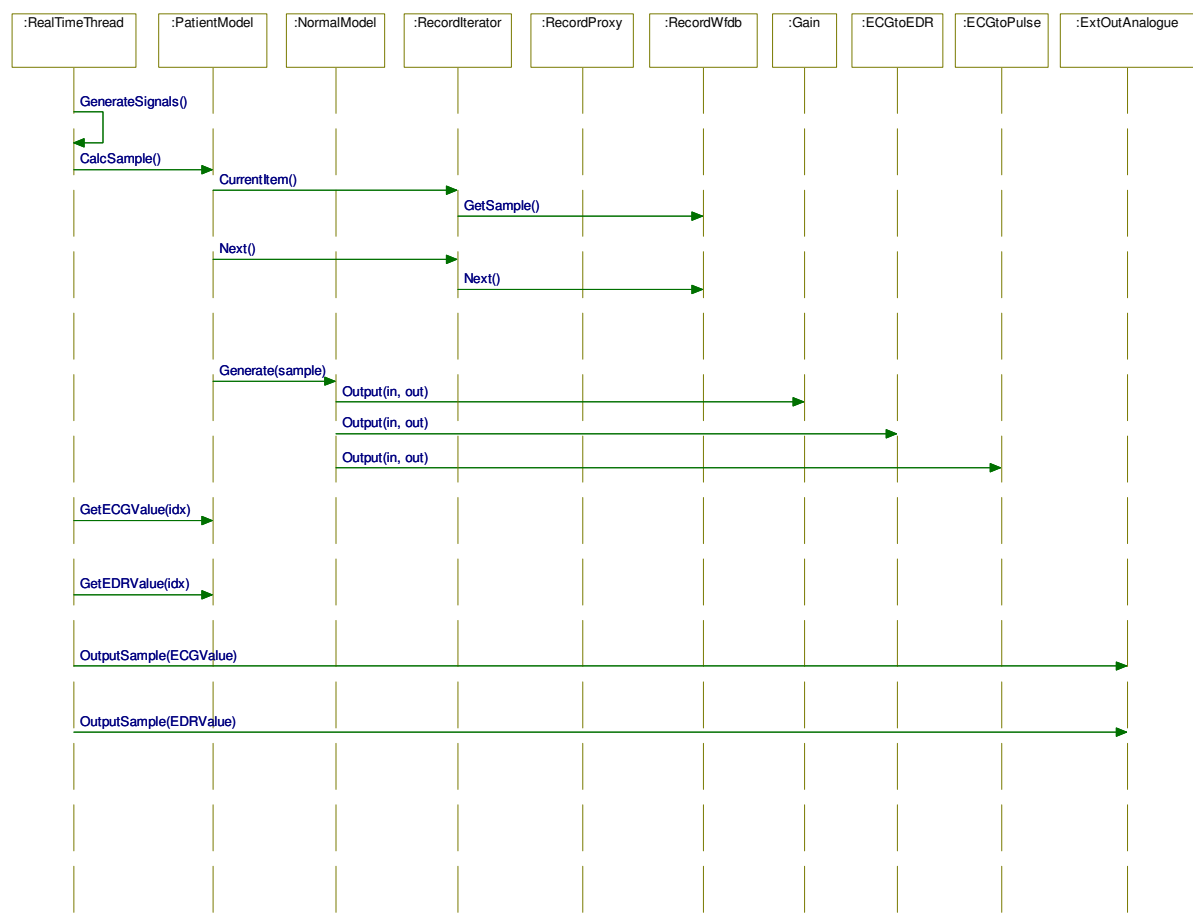 :RealTimeThread
:PatientModel
:NormalModel
:RecordIterator
:RecordProxy
:RecordWfdb
:Gain
:ECGtoEDR
:ECGtoPulse
:ExtOutAnalogue
GenerateSignals()
CalcSample()
CurrentItem()
GetSample()
Next()
Next()
Generate(sample)
Output(in, out)
Output(in, out)
Output(in, out)
GetECGValue(idx)
GetEDRValue(idx)
OutputSample(ECGValue)
OutputSample(EDRValue)